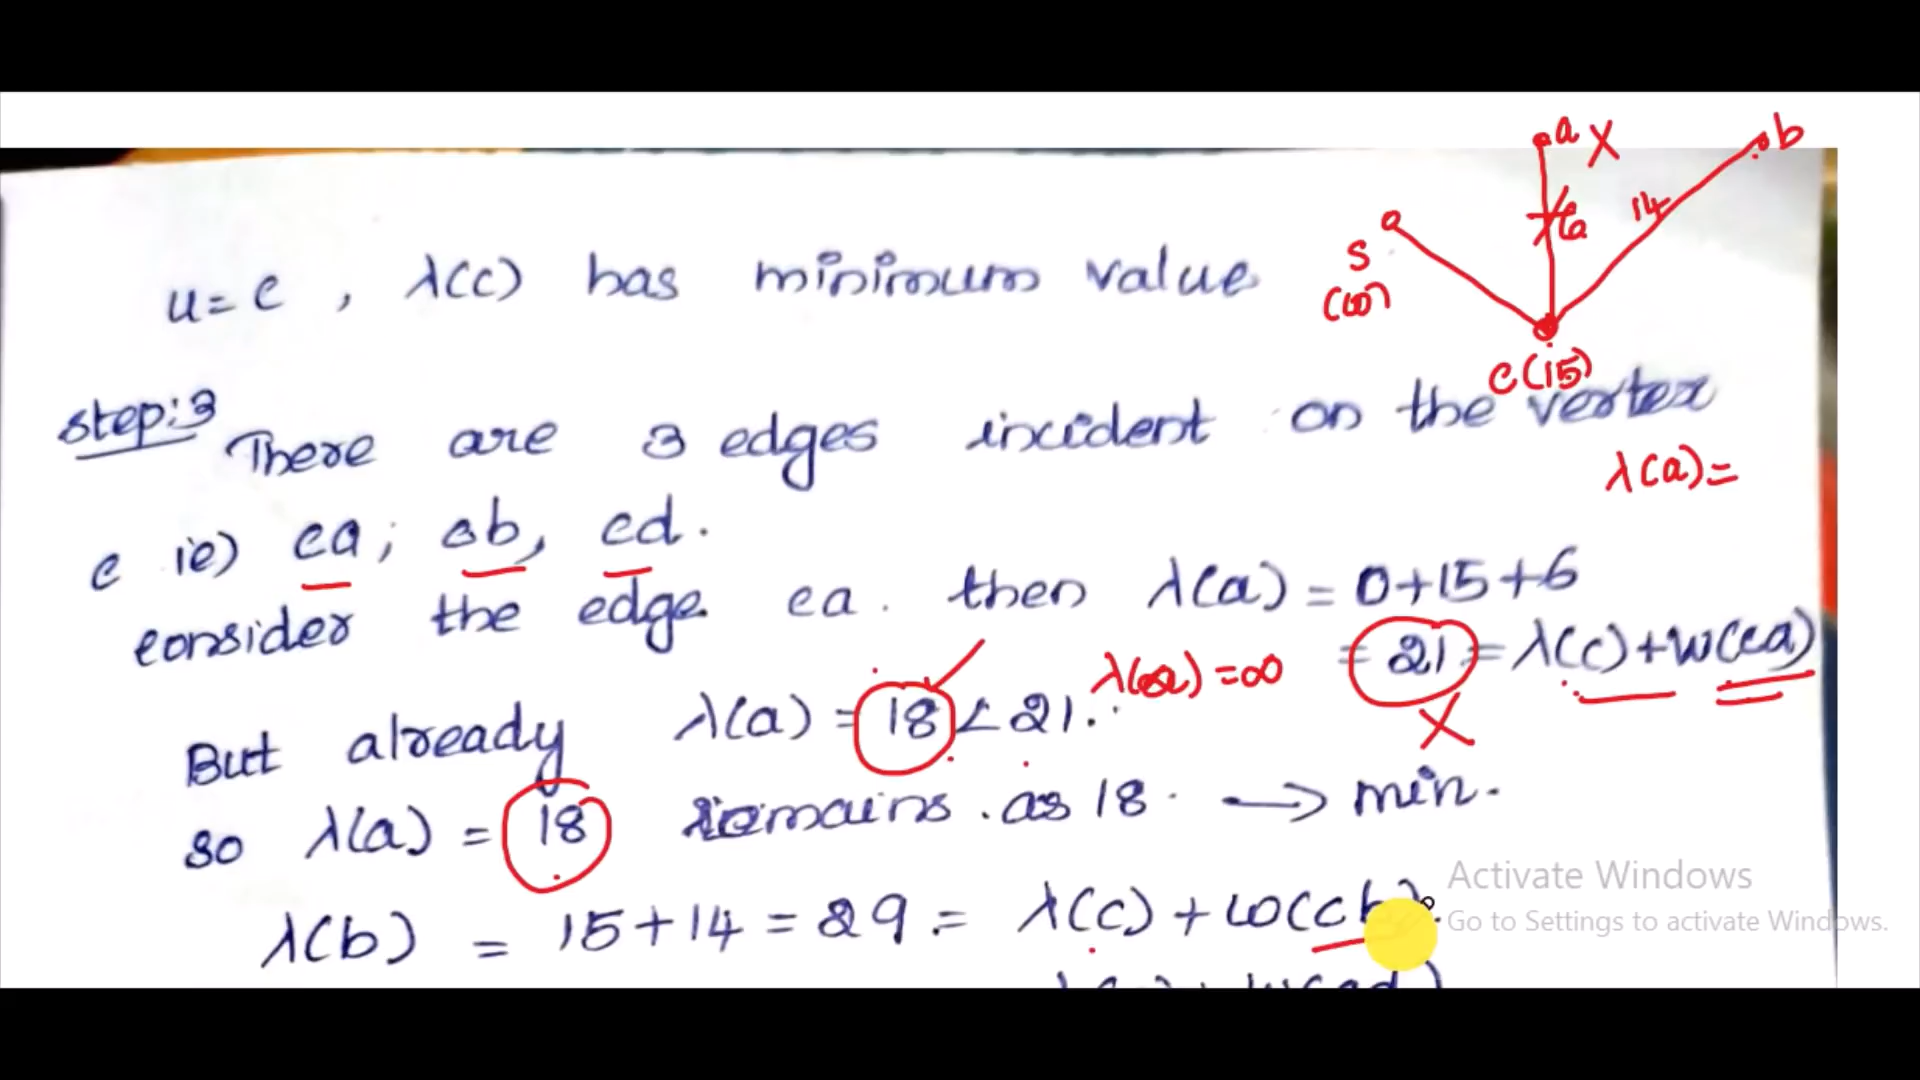 a X
b
6
14
s
u=c , λ(c) has minimum value
c(15)
step:3
There are 3 edges incident on the vertex
λ(a)=
c ie) ca; cb, cd.
consider the edge ca. then λ(a) = 0+15+6
= 21 = λ(c)+w(ca)
λ( )=∞
X
But already λ(a) = 18 < 21.
so λ(a) = 18 remains as 18. → min.
Activate Windows
Go to Settings to activate Windows.
λ(b) = 15+14 = 29 = λ(c) + w(cb)